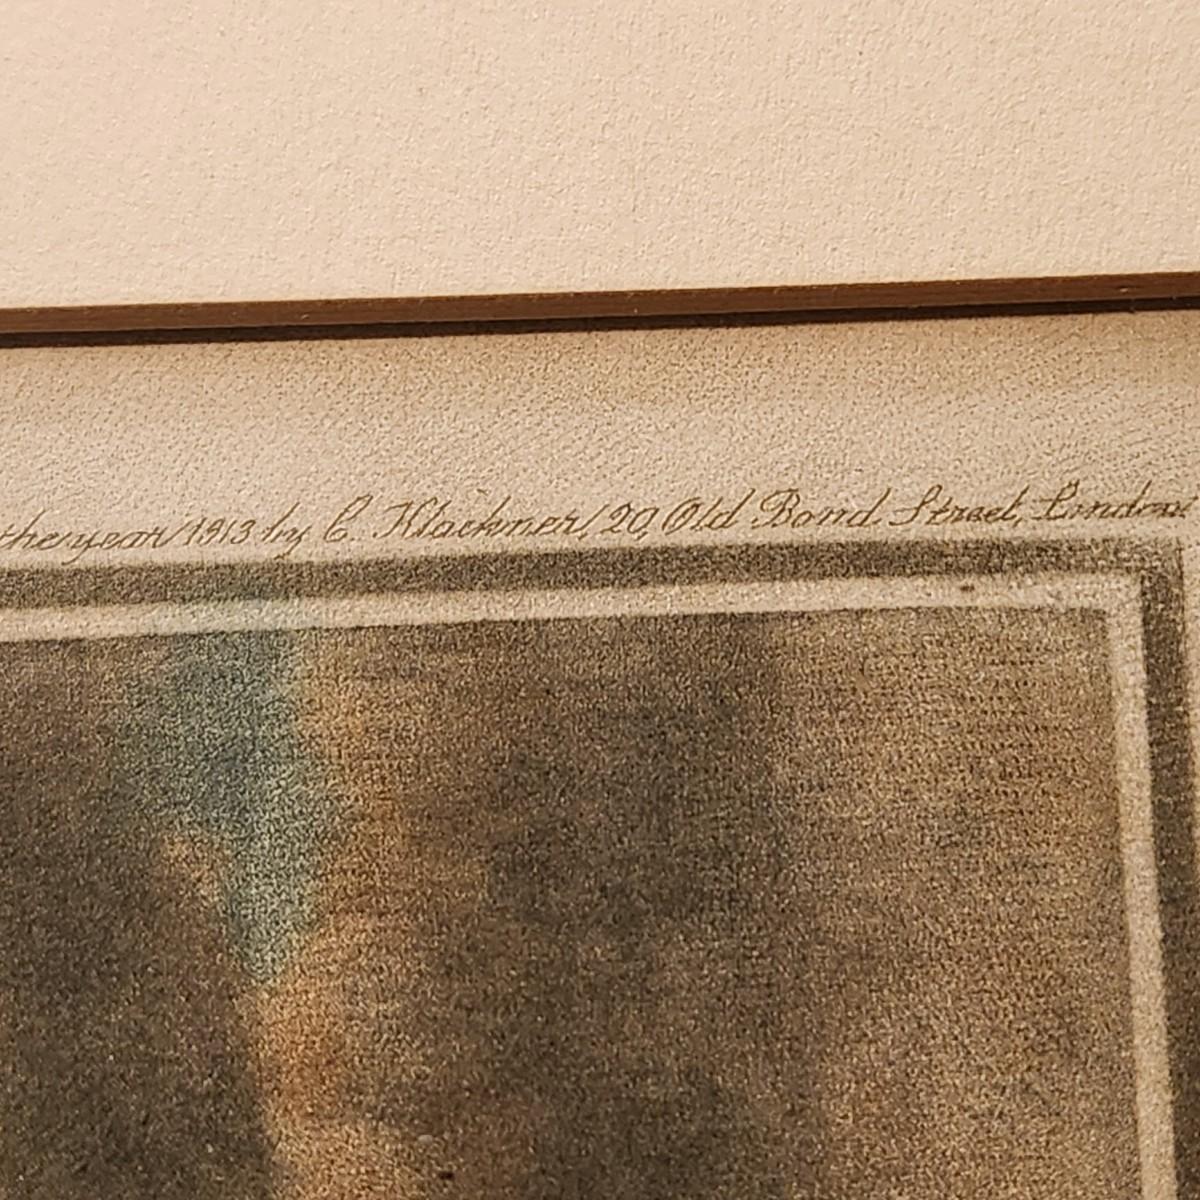 the year 1913 by C. Klackner, 20, Old Bond Street, London